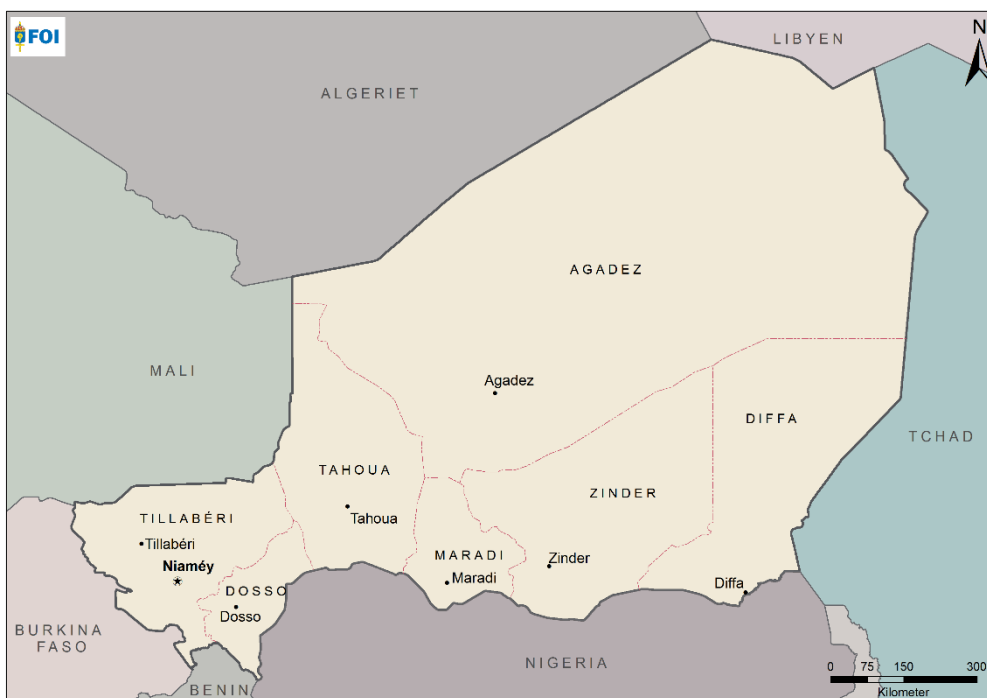 FOI
LIBYEN
N
ALGERIET
AGADEZ
MALI
Agadez
DIFFA
TCHAD
TAHOUA
ZINDER
Tahoua
TILLABÉRI
Tillabéri
Niaméy
MARADI
Maradi
Zinder
DOSSO
Dosso
Diffa
BURKINA
FASO
BENIN
NIGERIA
0 75 150 300
Kilometer